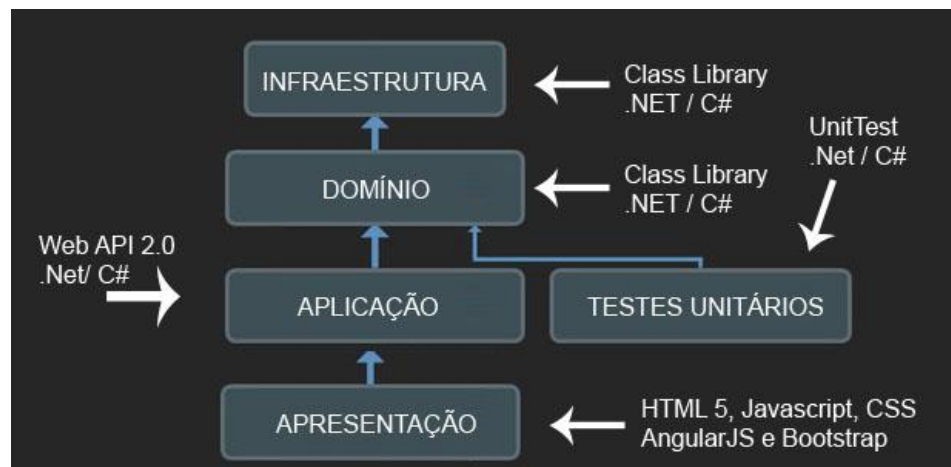 INFRAESTRUTURA
Class Library
.NET / C#
UnitTest
.Net / C#
DOMÍNIO
Class Library
.NET / C#
Web API 2.0
.Net/ C#
APLICAÇÃO
TESTES UNITÁRIOS
APRESENTAÇÃO
HTML 5, Javascript, CSS
AngularJS e Bootstrap